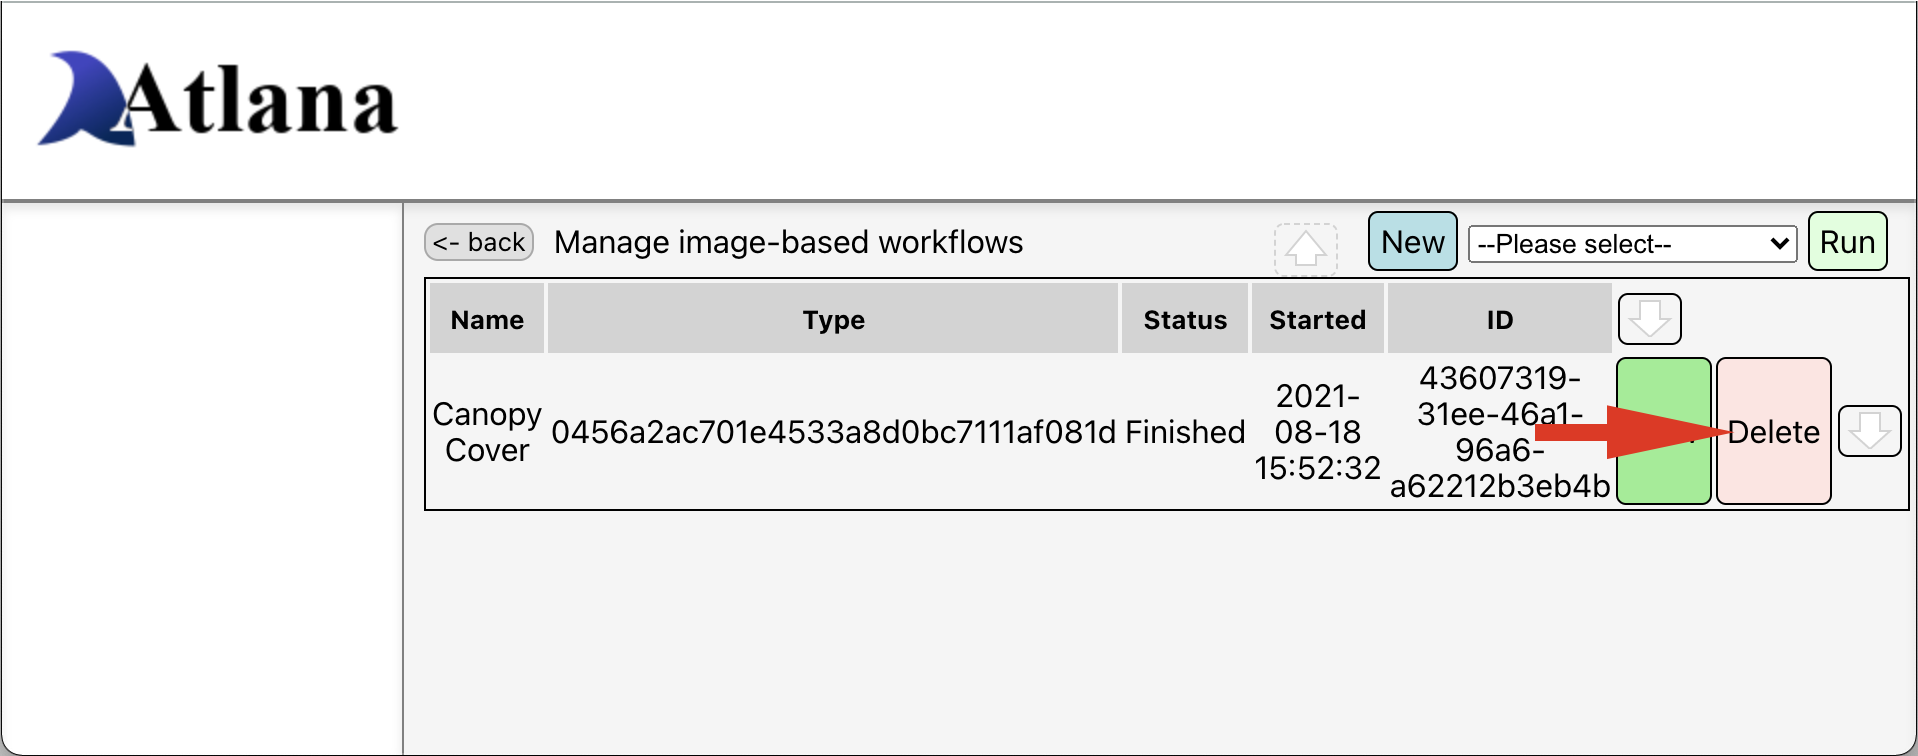 Atlana
<- back Manage image-based workflows New --Please select-- Run
Name Type Status Started ID
Canopy
Cover
0456a2ac701e4533a8d0bc7111af081d
Finished
2021-
08-18
15:52:32
43607319-
31ee-46a1-
96a6-
a62212b3eb4b
Delete